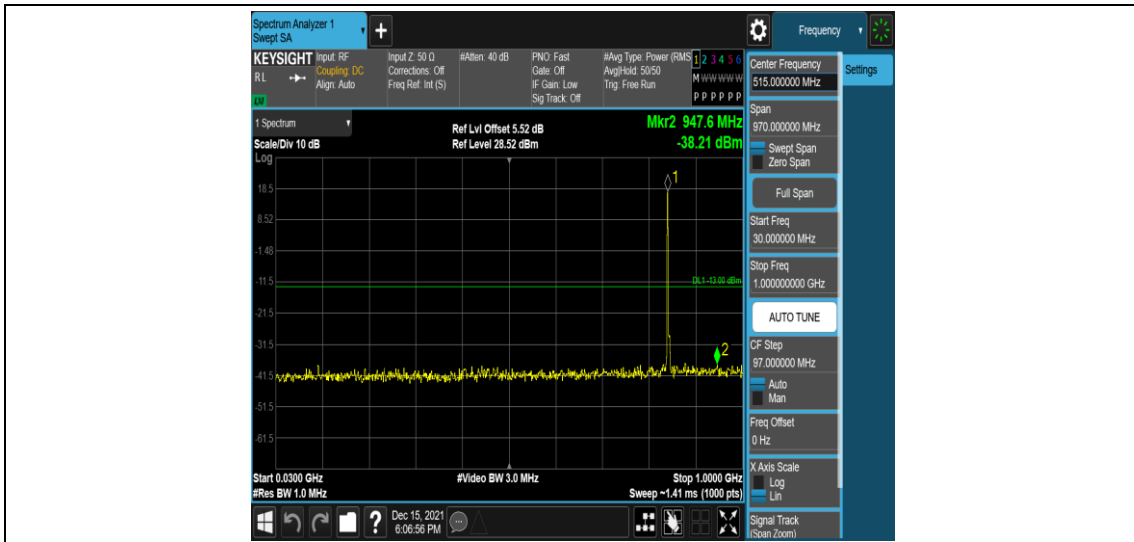 Spectrum Analyzer 1
Swept SA
+
Frequency
KEYSIGHT
RL
LXI
Input: RF
Coupling: DC
Align: Auto
Input Z: 50 Ω
Corrections: Off
Freq Ref: Int (S)
#Atten: 40 dB
PNO: Fast
Gate: Off
IF Gain: Low
Sig Track: Off
#Avg Type: Power (RMS
Avg|Hold: 50/50
Trig: Free Run
1 2 3 4 5 6
M W W W W W
P P P P P P
1 Spectrum
Scale/Div 10 dB
Ref Lvl Offset 5.52 dB
Ref Level 28.52 dBm
Mkr2 947.6 MHz
-38.21 dBm
Log
18.5
8.52
-1.48
-11.5
-21.5
-31.5
-41.5
-51.5
-61.5
1
DL1 -13.00 dBm
2
Start 0.0300 GHz
#Res BW 1.0 MHz
#Video BW 3.0 MHz
Stop 1.0000 GHz
Sweep ~1.41 ms (1000 pts)
Center Frequency
515.000000 MHz
Settings
Span
970.000000 MHz
Swept Span
Zero Span
Full Span
Start Freq
30.000000 MHz
Stop Freq
1.000000000 GHz
AUTO TUNE
CF Step
97.000000 MHz
Auto
Man
Freq Offset
0 Hz
X Axis Scale
Log
Lin
Signal Track
(Span Zoom)
?
Dec 15, 2021
6:06:56 PM